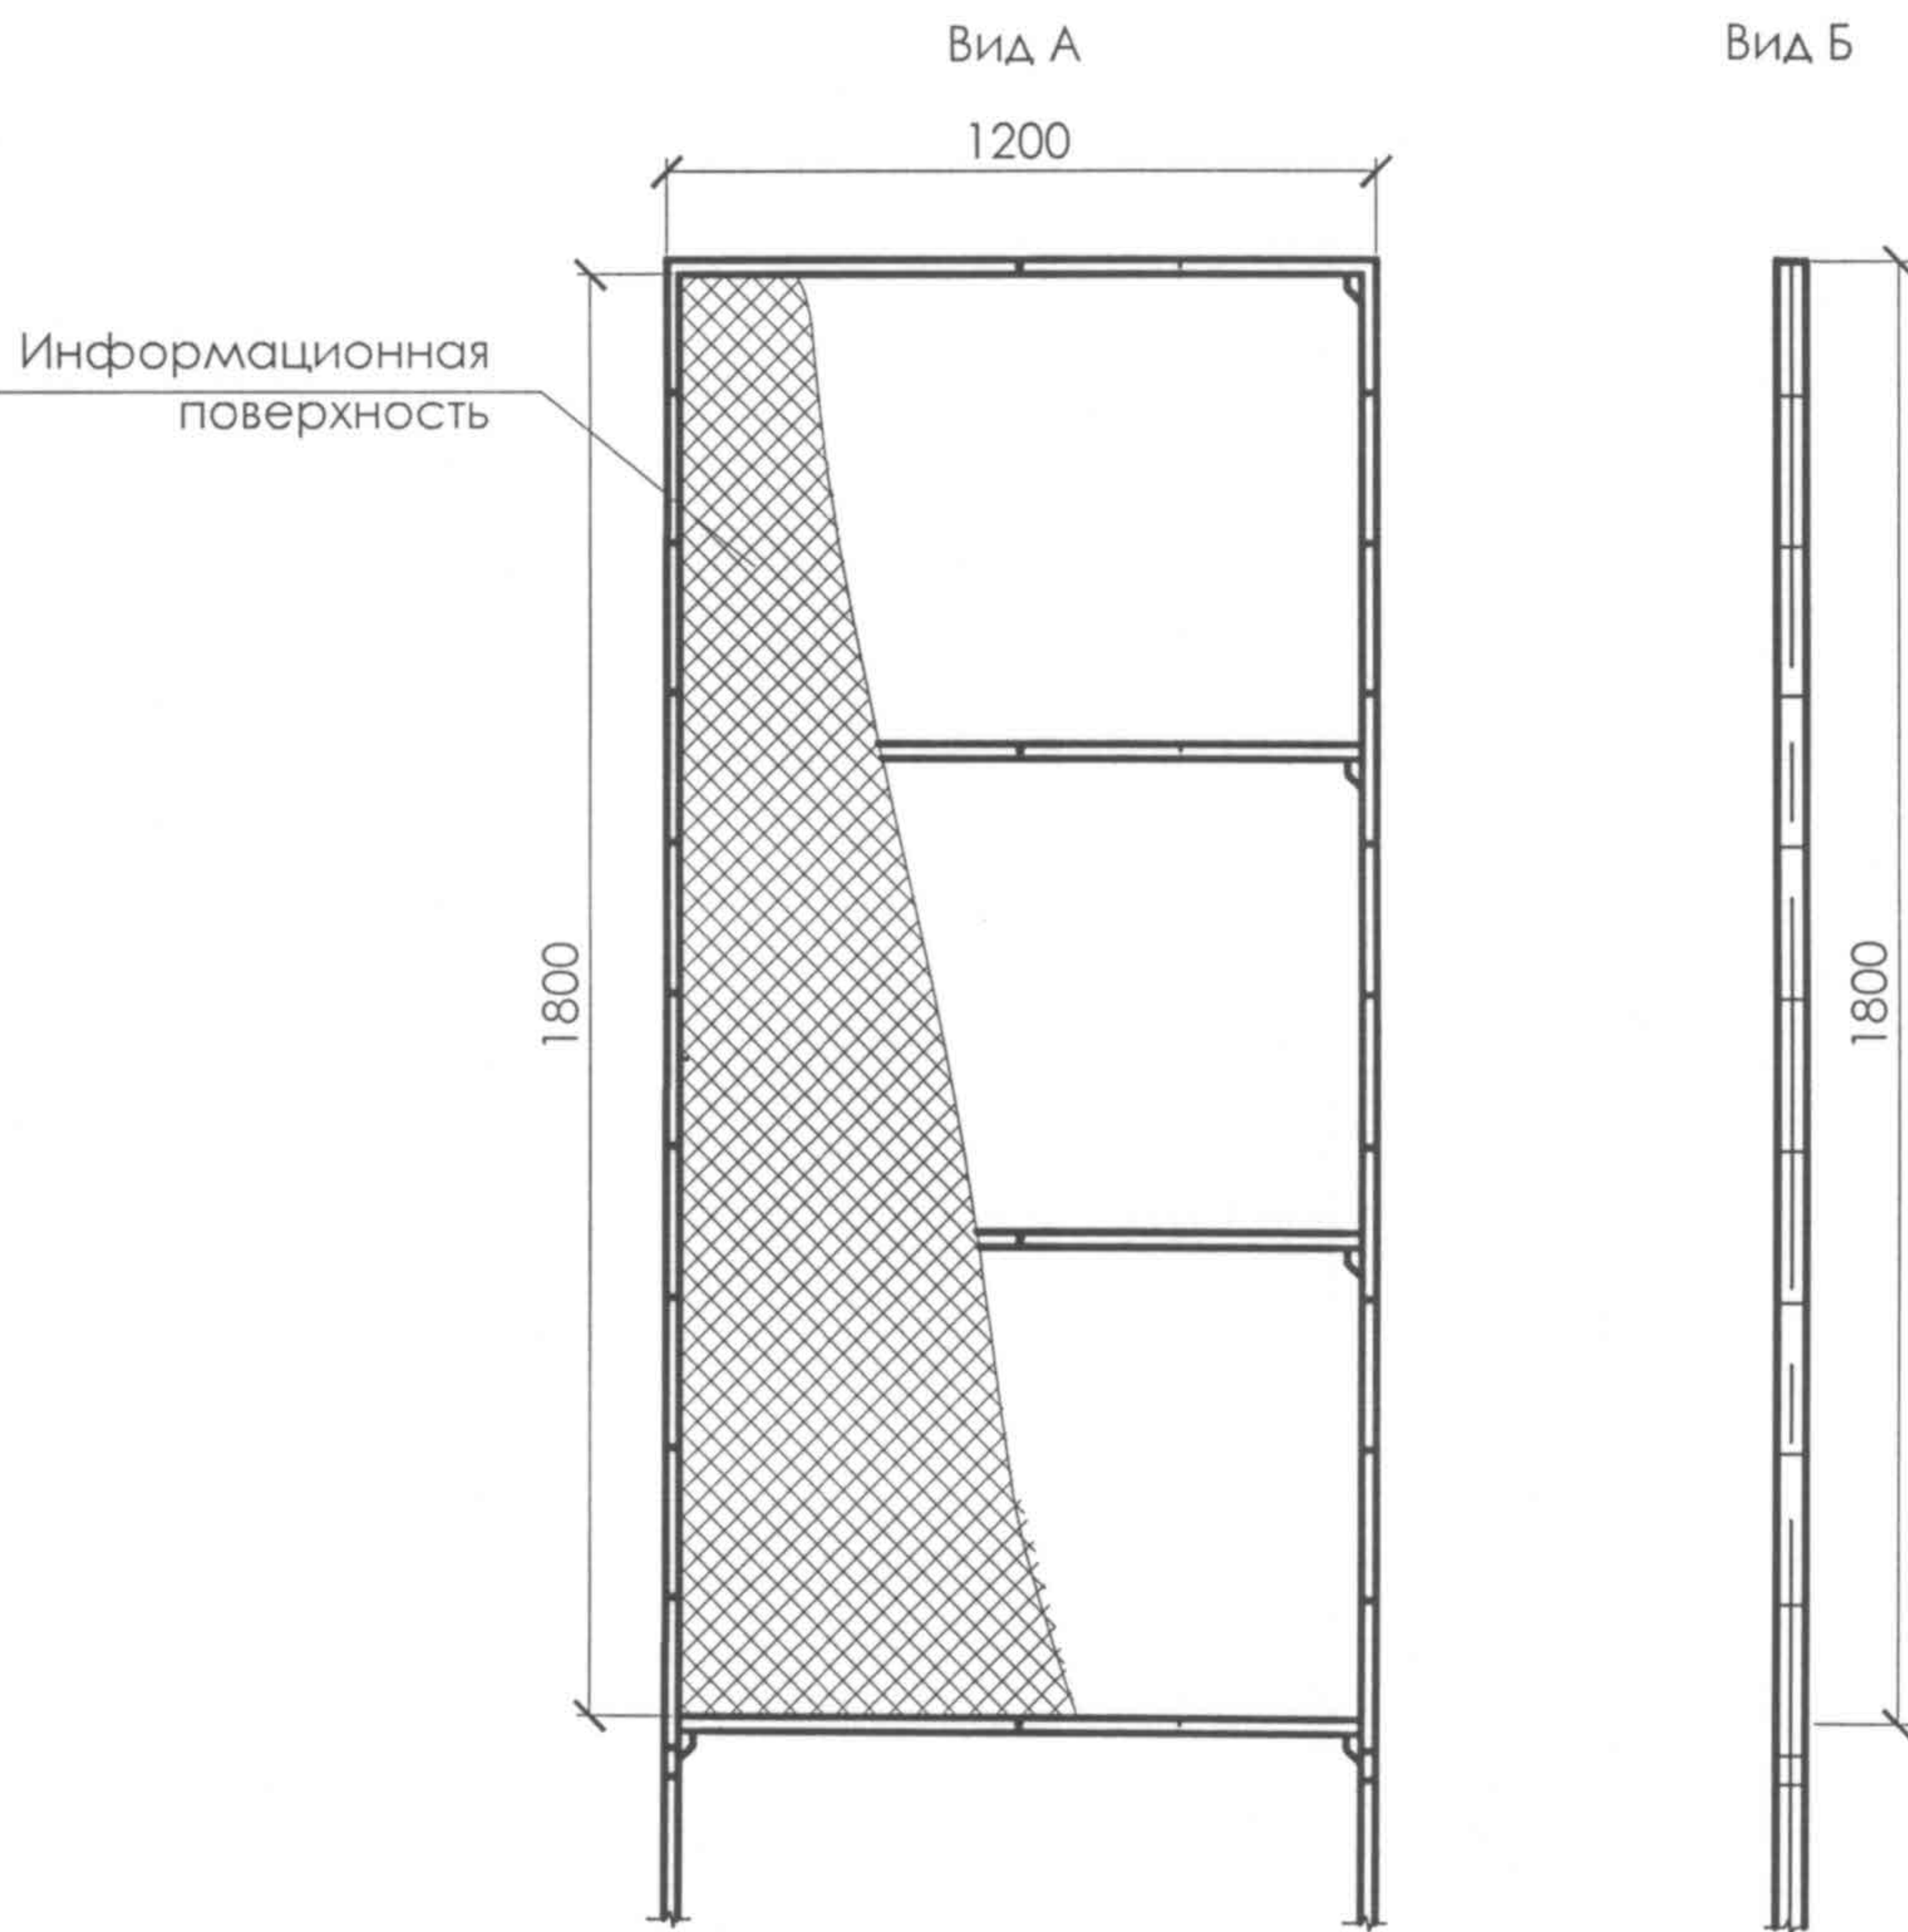 Вид А
Вид Б
1200
Информационная
поверхность
1800
1800